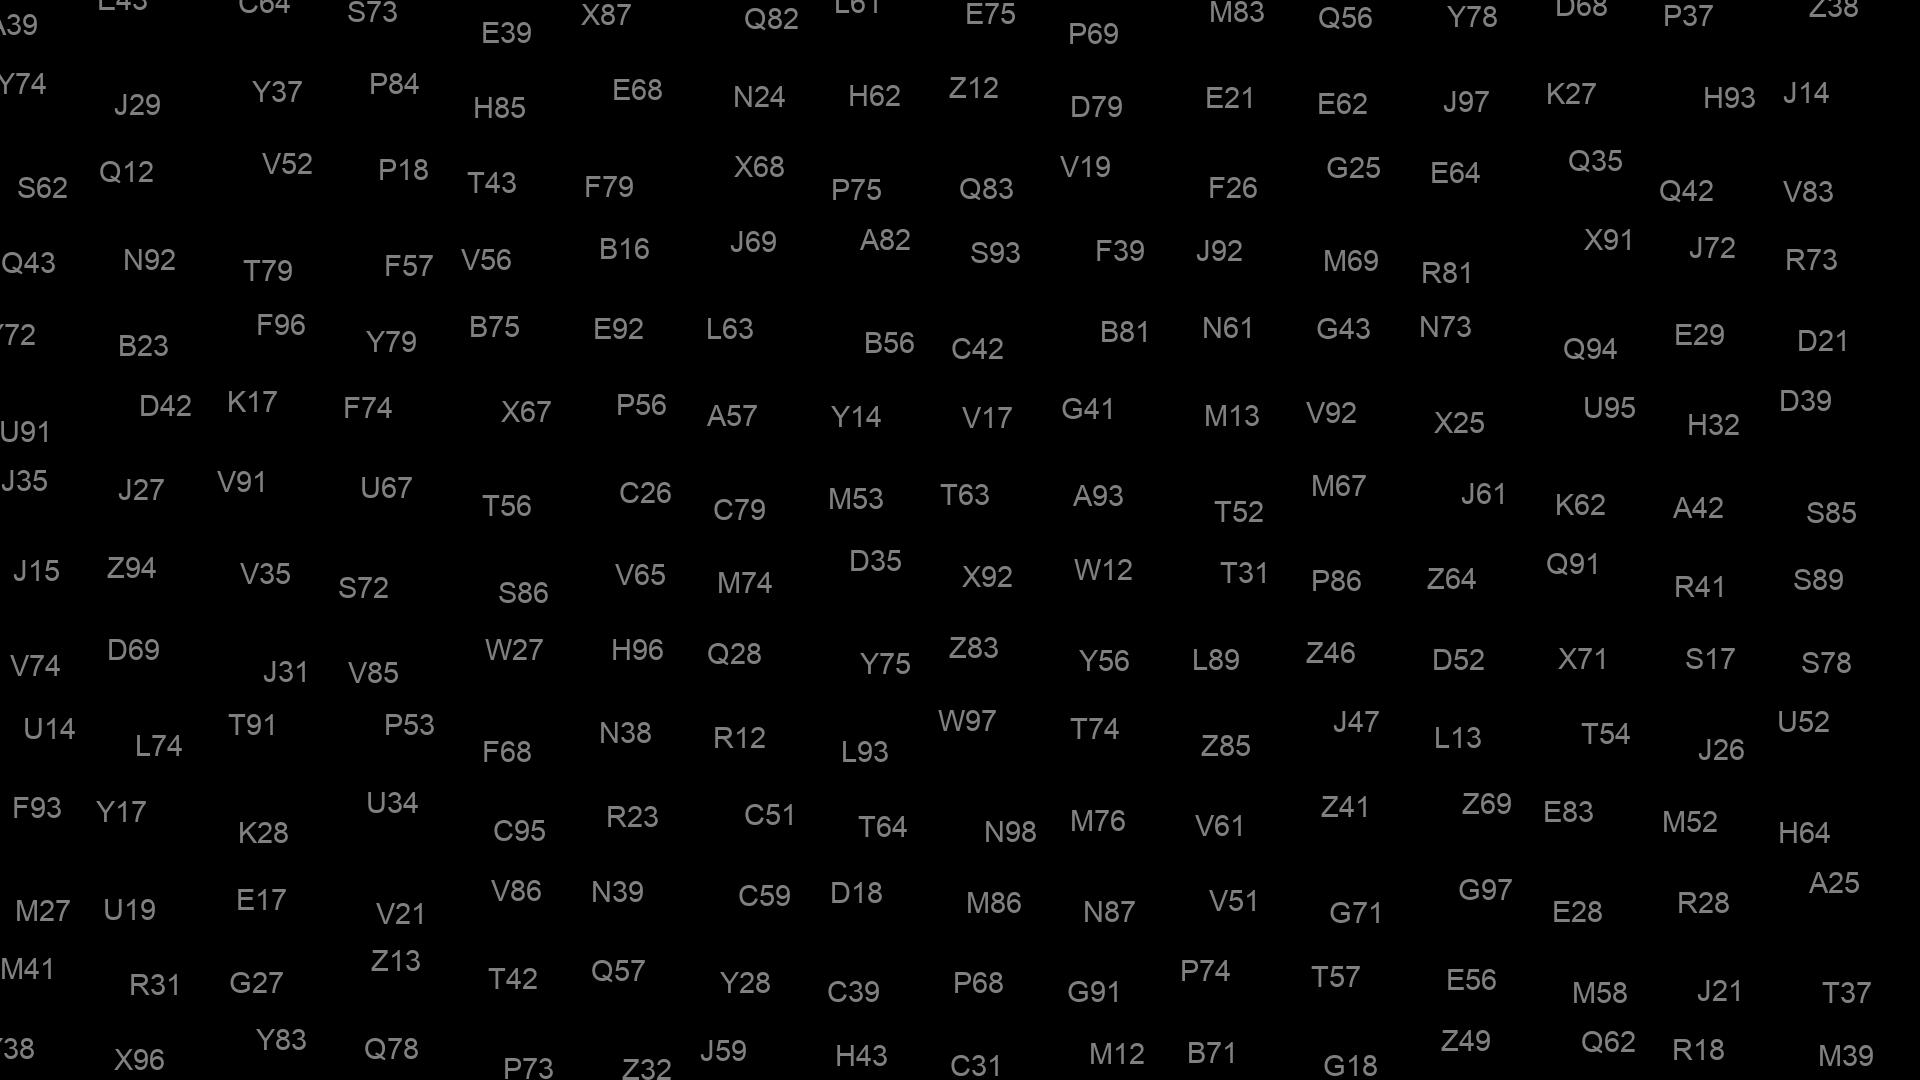 E43 C64 S73 E39 X87 Q82 L61 E75 P69 M83 Q56 Y78 D68 P37 Z38
Y74 J29 Y37 P84 H85 E68 N24 H62 Z12 D79 E21 E62 J97 K27 H93 J14
S62 Q12 V52 P18 T43 F79 X68 P75 Q83 V19 F26 G25 E64 Q35 Q42 V83
Q43 N92 T79 F57 V56 B16 J69 A82 S93 F39 J92 M69 R81 X91 J72 R73
B23 F96 Y79 B75 E92 L63 B56 C42 B81 N61 G43 N73 Q94 E29 D21
U91 D42 K17 F74 X67 P56 A57 Y14 V17 G41 M13 V92 X25 U95 H32 D39
J35 J27 V91 U67 T56 C26 C79 M53 T63 A93 T52 M67 J61 K62 A42 S85
J15 Z94 V35 S72 S86 V65 M74 D35 X92 W12 T31 P86 Z64 Q91 R41 S89
V74 D69 J31 V85 W27 H96 Q28 Y75 Z83 Y56 L89 Z46 D52 X71 S17 S78
U14 L74 T91 P53 F68 N38 R12 L93 W97 T74 Z85 J47 L13 T54 J26 U52
F93 Y17 K28 U34 C95 R23 C51 T64 N98 M76 V61 Z41 Z69 E83 M52 H64
M27 U19 E17 V21 V86 N39 C59 D18 M86 N87 V51 G71 G97 E28 R28 A25
M41 R31 G27 Z13 T42 Q57 Y28 C39 P68 G91 P74 T57 E56 M58 J21 T37
X96 Y83 Q78 P73 Z32 J59 H43 C31 M12 B71 G18 Z49 Q62 R18 M39